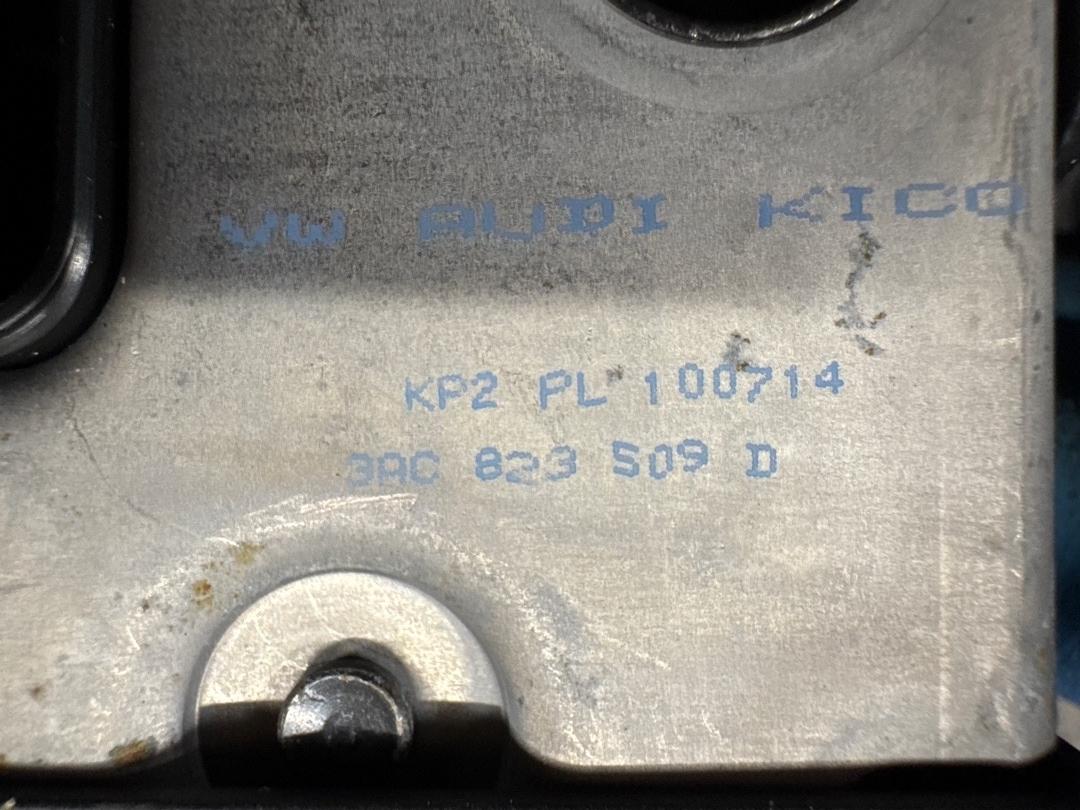 VW AUDI KICO
KP2 PL 100714
3AC 823 509 D